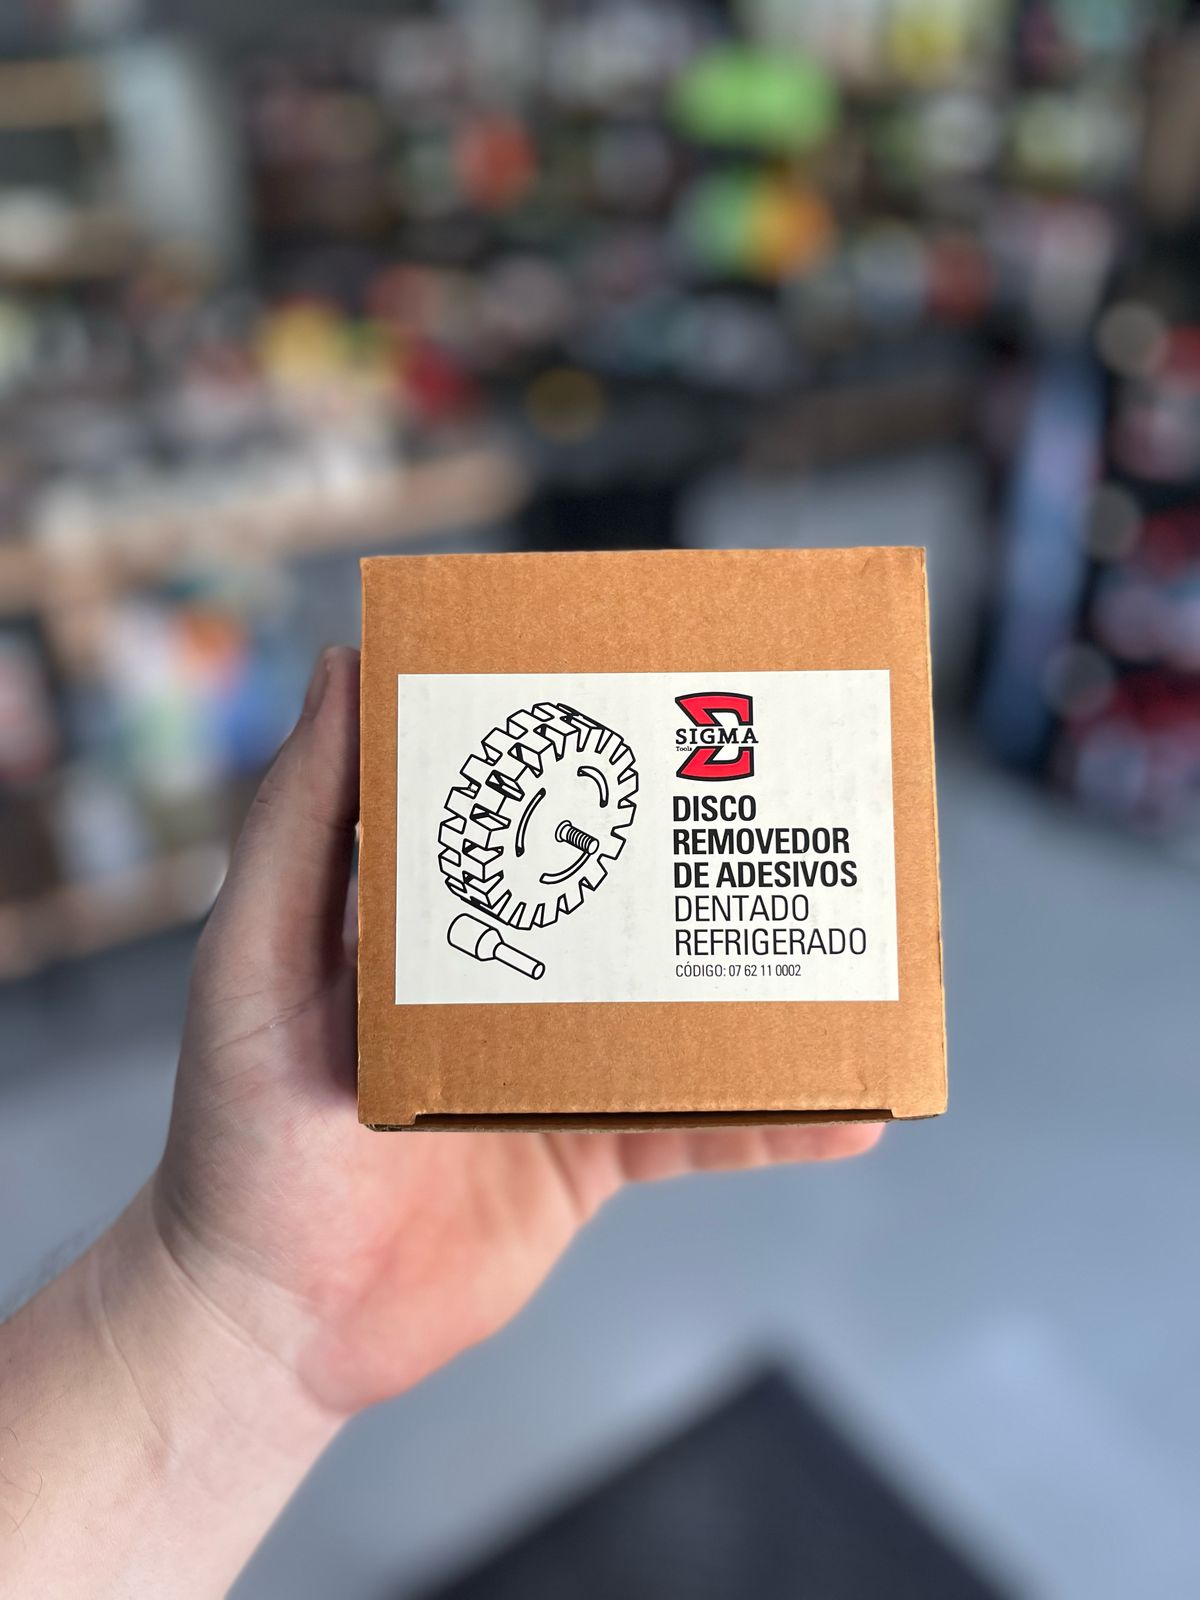 SIGMA
Tools
DISCO
REMOVEDOR
DE ADESIVOS
DENTADO
REFRIGERADO
CÓDIGO: 07 62 11 0002